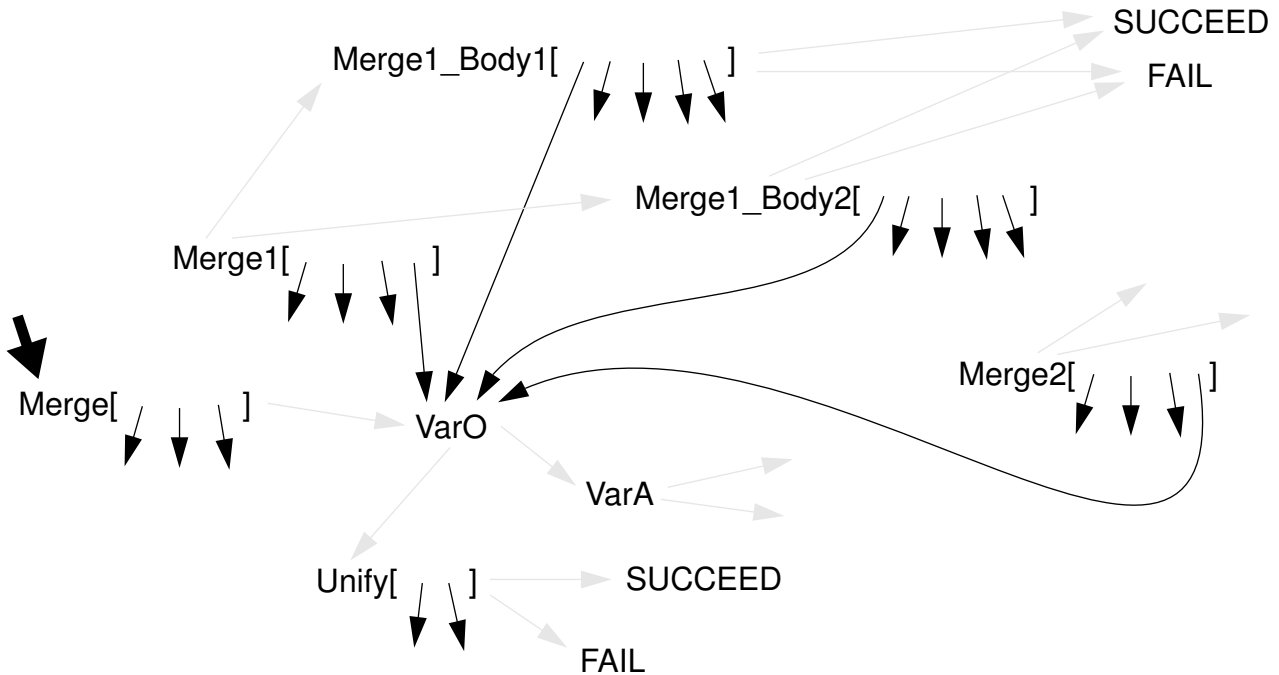 SUCCEED
Merge1_Body1[ ]
FAIL
Merge1_Body2[ ]
Merge1[ ]
Merge2[ ]
Merge[ ]
VarO
VarA
Unify[ ]
SUCCEED
FAIL